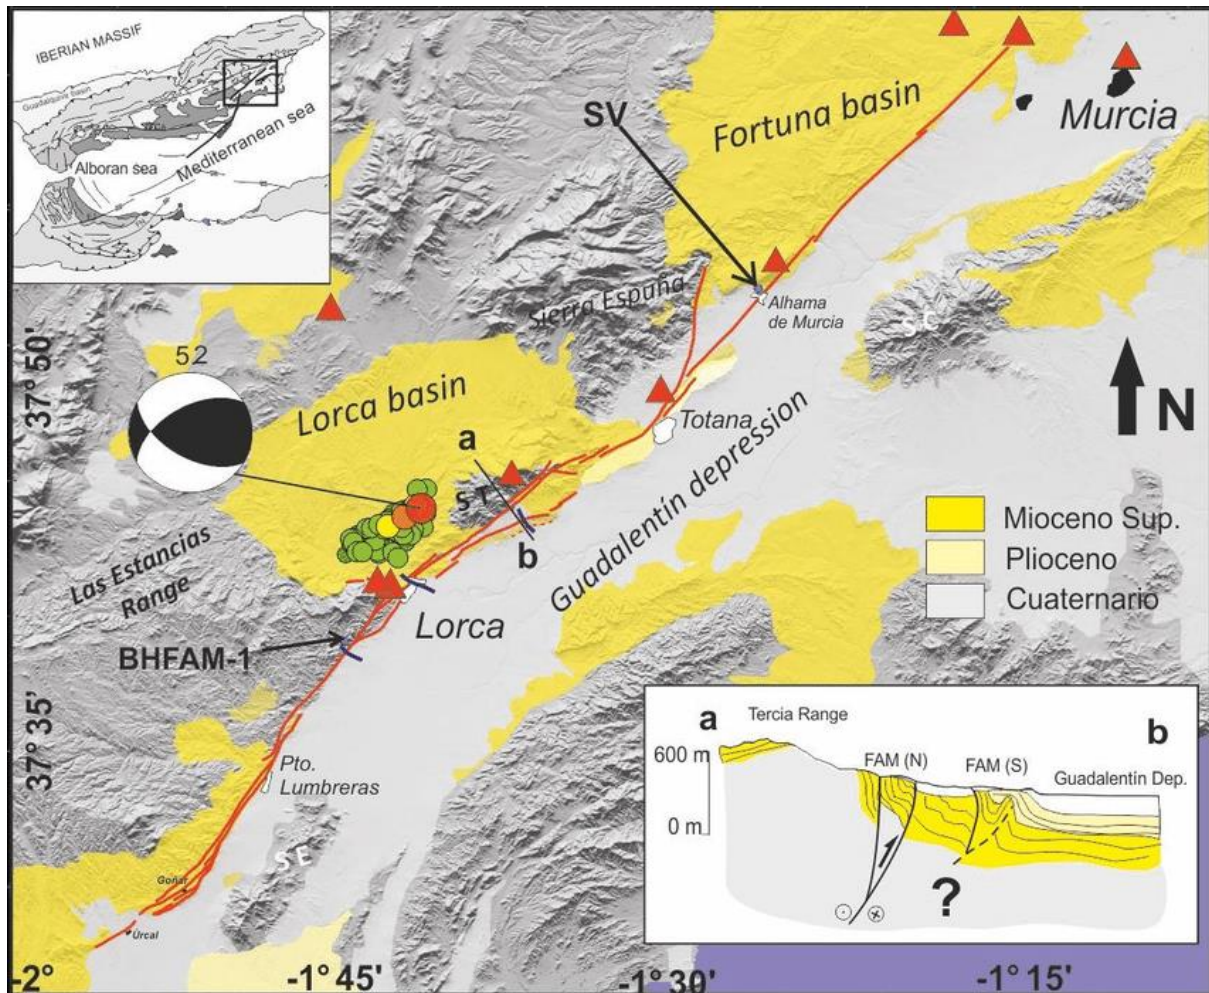 IBERIAN MASSIF
Guadalquivir basin
Alboran sea
Mediterranean sea
Fortuna basin
Murcia
SV
Sierra Espuña
Alhama
de Murcia
S C
N
37° 50'
52
Lorca basin
a
S T
b
Totana
Guadalentín depression
Las Estancias
Range
Lorca
BHFAM-1
Mioceno Sup.
Plioceno
Cuaternario
37° 35'
Pto.
Lumbreras
S E
Goñar
Úrcal
a
Tercia Range
b
600 m
FAM (N)
FAM (S)
Guadalentín Dep.
0 m
?
-2°
-1° 45'
-1° 30'
-1° 15'